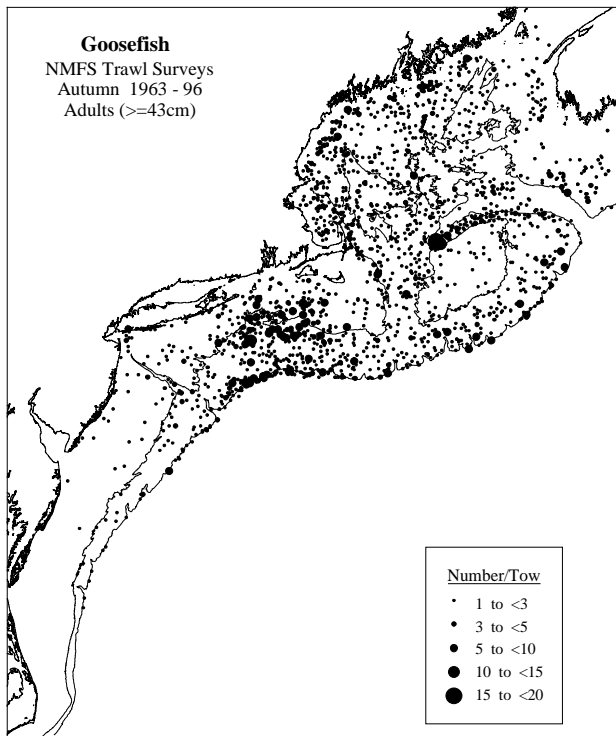 Goosefish
NMFS Trawl Surveys
Autumn 1963 - 96
Adults (>=43cm)
Number/Tow
1 to <3
3 to <5
5 to <10
10 to <15
15 to <20